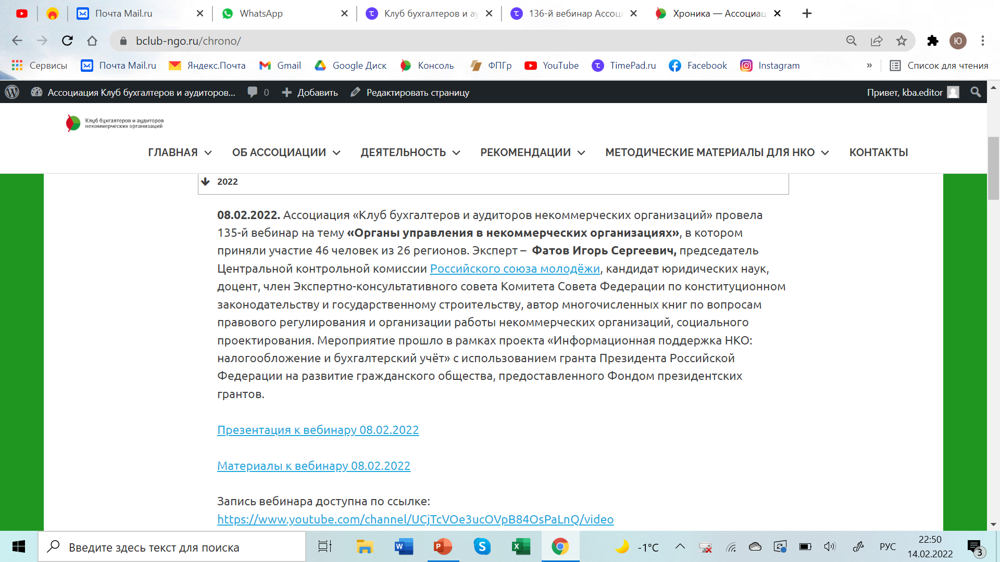 Почта Mail.ru
WhatsApp
Клуб бухгалтеров и ау
136-й вебинар Ассоци
Хроника — Ассоциац
bclub-ngo.ru/chrono/
Ю
Сервисы
Почта Mail.ru
Яндекс.Почта
Gmail
Google Диск
Консоль
ФПГр
YouTube
TimePad.ru
Facebook
Instagram
»
Список для чтения
Ассоциация Клуб бухгалтеров и аудиторов...
0
Добавить
Редактировать страницу
Привет, kba.editor
Клуб бухгалтеров и аудиторов
некоммерческих организаций
ГЛАВНАЯ
ОБ АССОЦИАЦИИ
ДЕЯТЕЛЬНОСТЬ
РЕКОМЕНДАЦИИ
МЕТОДИЧЕСКИЕ МАТЕРИАЛЫ ДЛЯ НКО
КОНТАКТЫ
2022
08.02.2022. Ассоциация «Клуб бухгалтеров и аудиторов некоммерческих организаций» провела
135-й вебинар на тему «Органы управления в некоммерческих организациях», в котором
приняли участие 46 человек из 26 регионов. Эксперт – Фатов Игорь Сергеевич, председатель
Центральной контрольной комиссии Российского союза молодёжи, кандидат юридических наук,
доцент, член Экспертно-консультативного совета Комитета Совета Федерации по конституционном
законодательству и государственному строительству, автор многочисленных книг по вопросам
правового регулирования и организации работы некоммерческих организаций, социального
проектирования. Мероприятие прошло в рамках проекта «Информационная поддержка НКО:
налогообложение и бухгалтерский учёт» с использованием гранта Президента Российской
Федерации на развитие гражданского общества, предоставленного Фондом президентских
грантов.
Презентация к вебинару 08.02.2022
Материалы к вебинару 08.02.2022
Запись вебинара доступна по ссылке:
https://www.youtube.com/channel/UCjTcVOe3ucOVpB84OsPaLnQ/video
Введите здесь текст для поиска
-1°C
РУС
22:50
14.02.2022
3